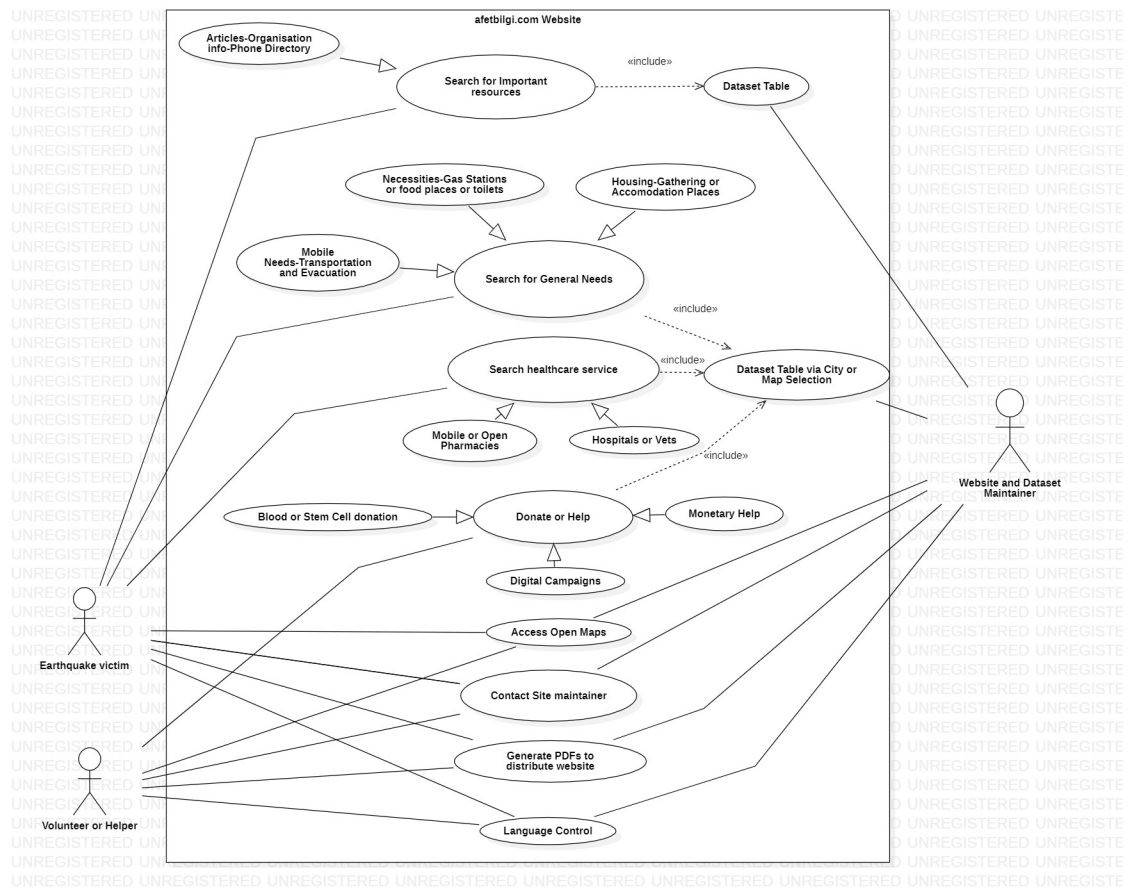 afetbilgi.com Website
Articles-Organisation
info-Phone Directory
Search for Important
resources
«include»
Dataset Table
Necessities-Gas Stations
or food places or toilets
Housing-Gathering or
Accomodation Places
Mobile
Needs-Transportation
and Evacuation
Search for General Needs
«include»
Search healthcare service
«include»
Dataset Table via City or
Map Selection
Mobile or Open
Pharmacies
Hospitals or Vets
«include»
Website and Dataset
Maintainer
Blood or Stem Cell donation
Donate or Help
Monetary Help
Digital Campaigns
Access Open Maps
Earthquake victim
Contact Site maintainer
Generate PDFs to
distribute website
Volunteer or Helper
Language Control
UNREGISTERED